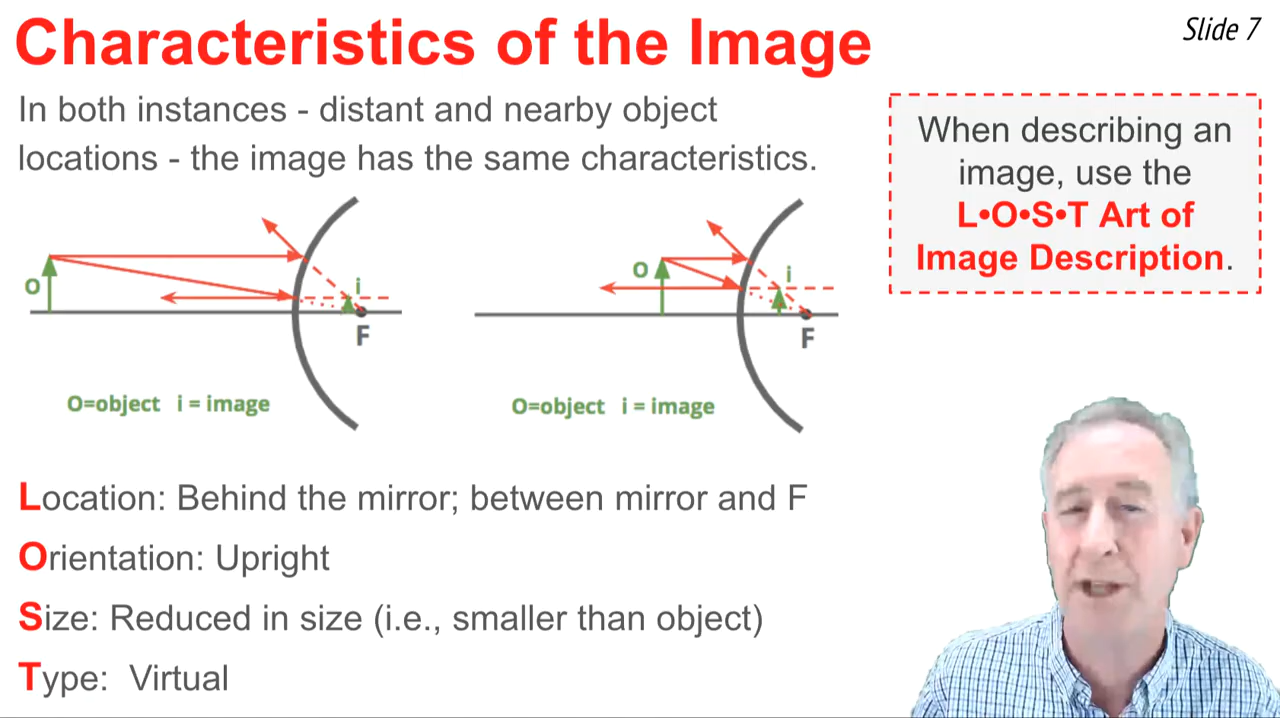 Characteristics of the Image
Slide 7
In both instances - distant and nearby object
locations - the image has the same characteristics.
When describing an
image, use the
L•O•S•T Art of
Image Description.
O
i
F
O=object i = image
O
i
F
O=object i = image
Location: Behind the mirror; between mirror and F
Orientation: Upright
Size: Reduced in size (i.e., smaller than object)
Type: Virtual